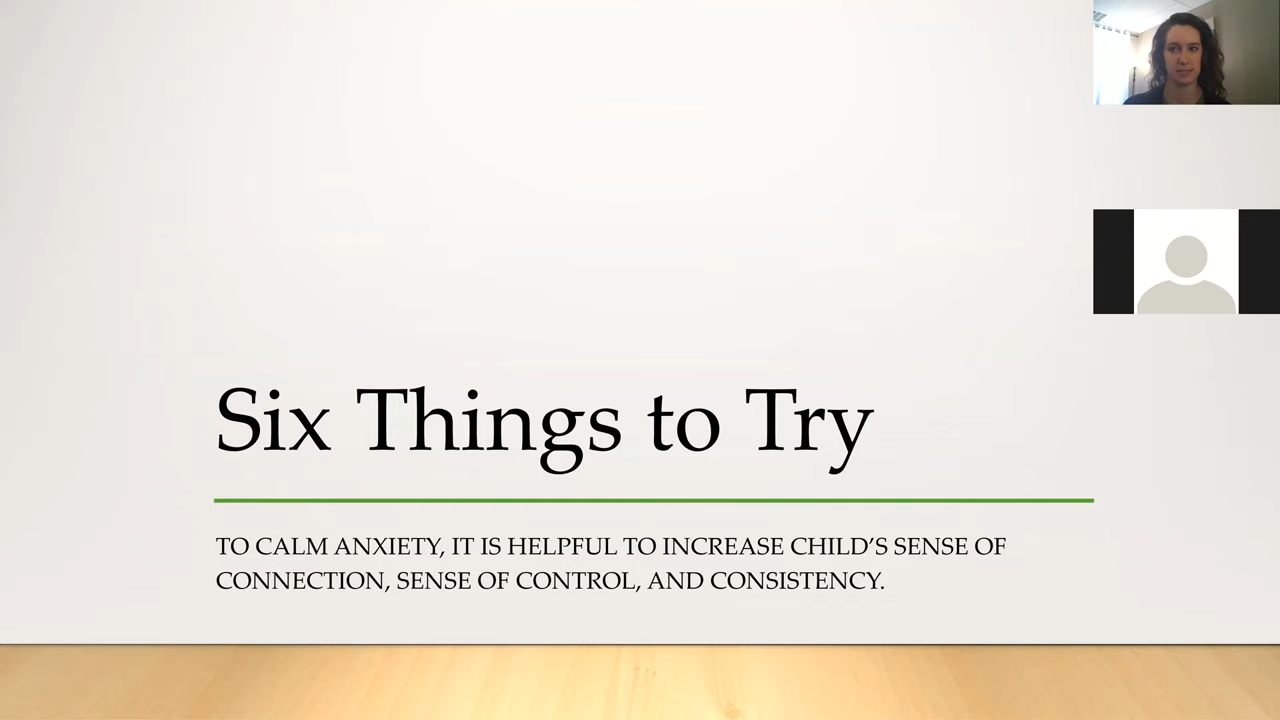 Six Things to Try
TO CALM ANXIETY, IT IS HELPFUL TO INCREASE CHILD’S SENSE OF
CONNECTION, SENSE OF CONTROL, AND CONSISTENCY.